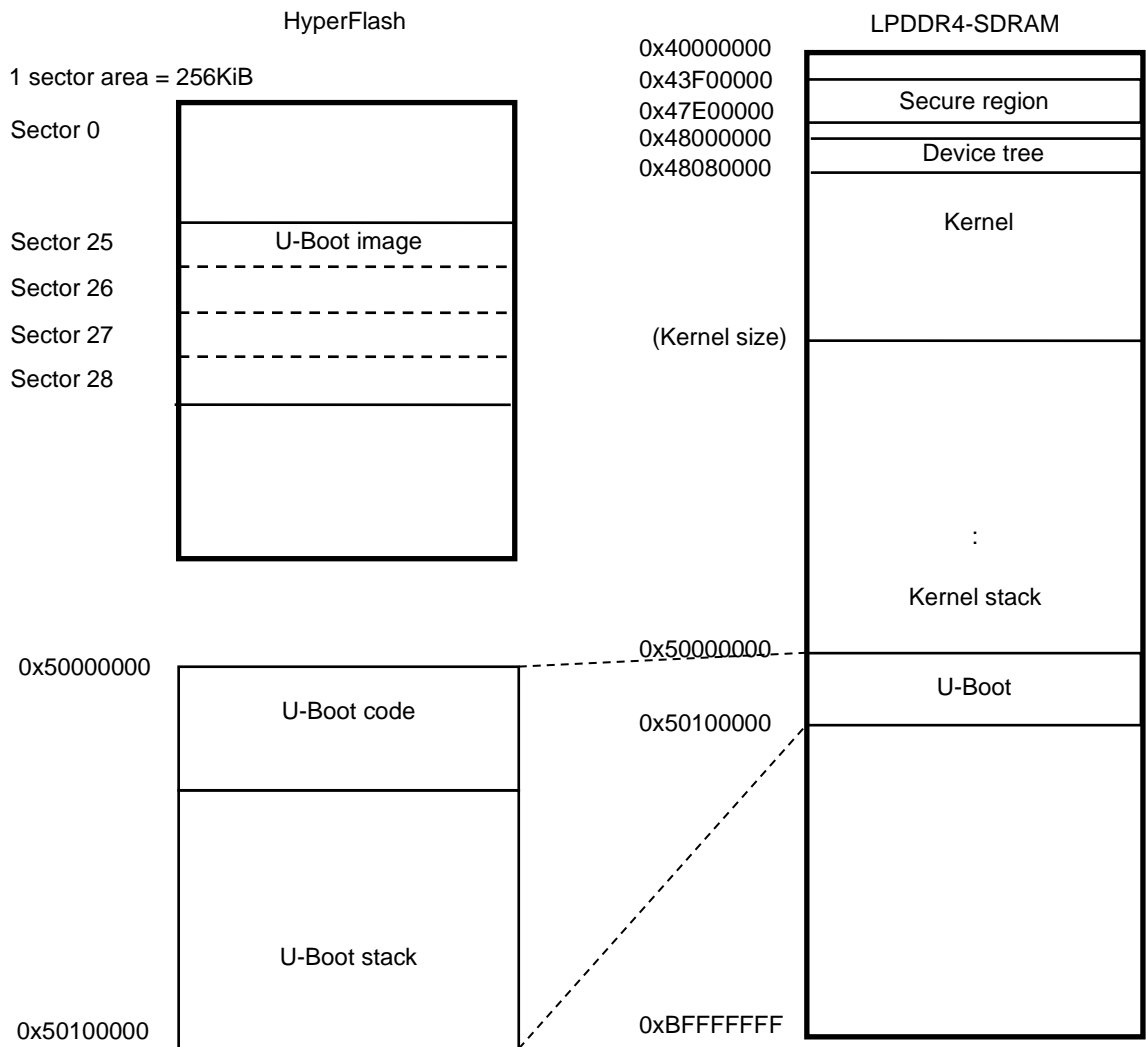 HyperFlash
1 sector area = 256KiB
Sector 0
Sector 25
U-Boot image
Sector 26
Sector 27
Sector 28
LPDDR4-SDRAM
0x40000000
0x43F00000
Secure region
0x47E00000
0x48000000
Device tree
0x48080000
Kernel
(Kernel size)
:
Kernel stack
0x50000000
U-Boot
0x50100000
0xBFFFFFFF
0x50000000
U-Boot code
U-Boot stack
0x50100000